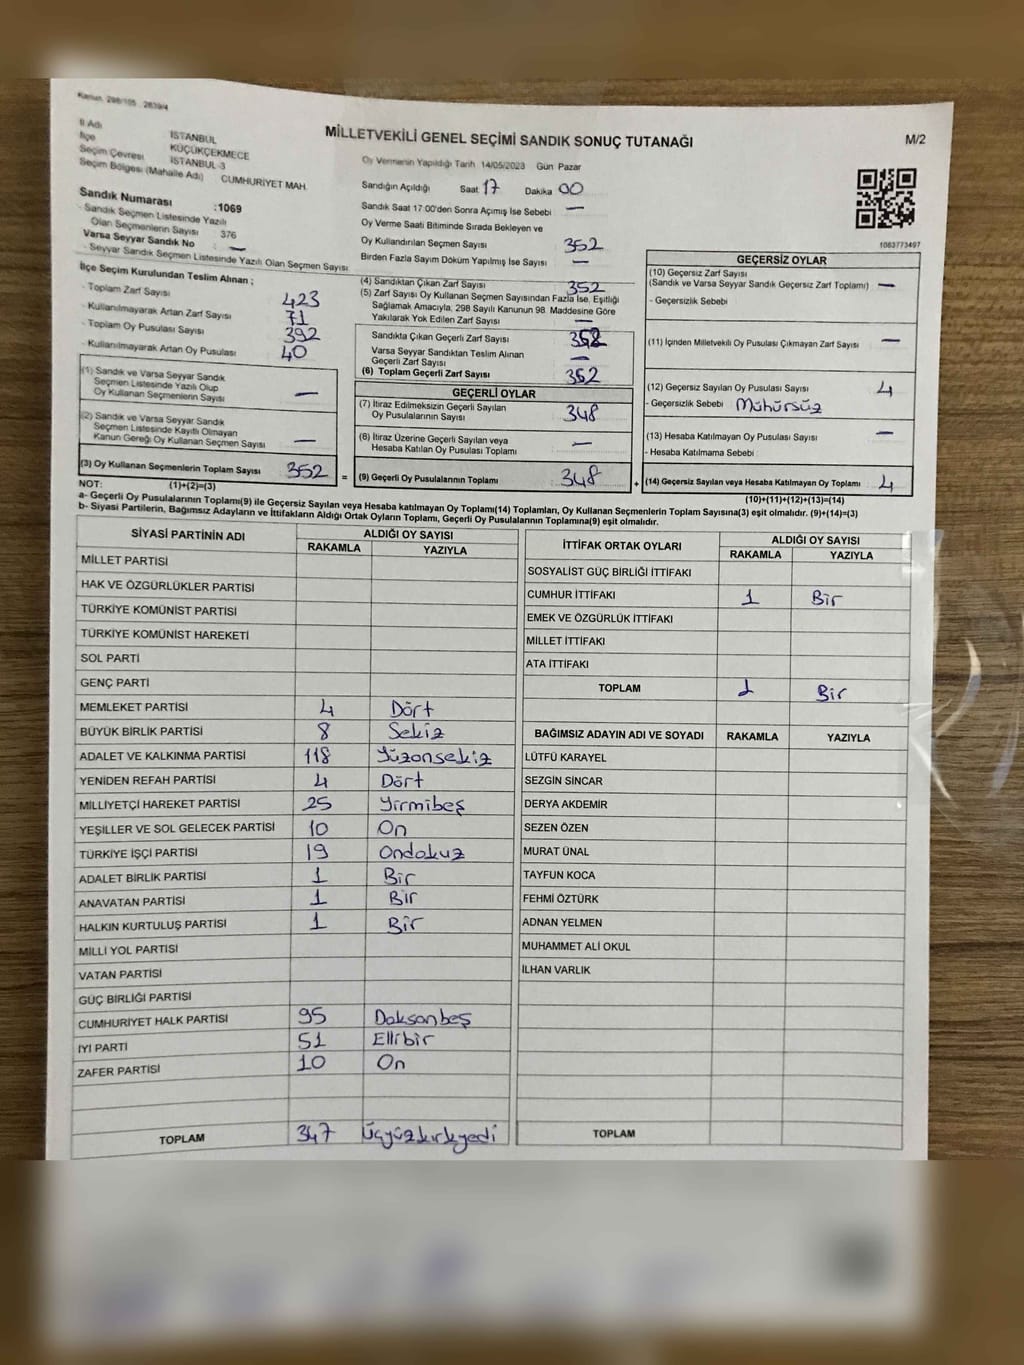 Kanun, 298/105 : 2839/4
MİLLETVEKİLİ GENEL SEÇİMİ SANDIK SONUÇ TUTANAĞI
M/2
İl Adı İSTANBUL
İlçe KÜÇÜKÇEKMECE
Seçim Çevresi İSTANBUL-3
Seçim Bölgesi (Mahalle Adı) CUMHURİYET MAH.
Sandık Numarası :1069
- Sandık Seçmen Listesinde Yazılı
Olan Seçmenlerin Sayısı 376
Varsa Seyyar Sandık No —
- Seyyar Sandık Seçmen Listesinde Yazılı Olan Seçmen Sayısı
Oy Vermenin Yapıldığı Tarih 14/05/2023 Gün Pazar
Sandığın Açıldığı Saat 17 Dakika 00
Sandık Saat 17:00'den Sonra Açımış İse Sebebi —
Oy Verme Saati Bitiminde Sırada Bekleyen ve
Oy Kullandırılan Seçmen Sayısı 352
Birden Fazla Sayım Döküm Yapılmış İse Sayısı —
1063773497
İlçe Seçim Kurulundan Teslim Alınan ;
- Toplam Zarf Sayısı 423
- Kullanılmayarak Artan Zarf Sayısı 71
- Toplam Oy Pusulası Sayısı 392
- Kullanılmayarak Artan Oy Pusulası 40
(1) Sandık ve Varsa Seyyar Sandık
Seçmen Listesinde Yazılı Olup
Oy Kullanan Seçmenlerin Sayısı —
(2) Sandık ve Varsa Seyyar Sandık
Seçmen Listesinde Kayıtlı Olmayan
Kanun Gereği Oy Kullanan Seçmen Sayısı —
(3) Oy Kullanan Seçmenlerin Toplam Sayısı 352 =
(4) Sandıktan Çıkan Zarf Sayısı 352
(5) Zarf Sayısı Oy Kullanan Seçmen Sayısından Fazla İse, Eşitliği
Sağlamak Amacıyla, 298 Sayılı Kanunun 98. Maddesine Göre
Yakılarak Yok Edilen Zarf Sayısı —
Sandıkta Çıkan Geçerli Zarf Sayısı 352
Varsa Seyyar Sandıktan Teslim Alınan
Geçerli Zarf Sayısı —
(6) Toplam Geçerli Zarf Sayısı 352
GEÇERLİ OYLAR
(7) İtiraz Edilmeksizin Geçerli Sayılan
Oy Pusulalarının Sayısı 348
(8) İtiraz Üzerine Geçerli Sayılan veya
Hesaba Katılan Oy Pusulası Toplamı —
(9) Geçerli Oy Pusulalarının Toplamı 348 +
GEÇERSİZ OYLAR
(10) Geçersiz Zarf Sayısı
(Sandık ve Varsa Seyyar Sandık Geçersiz Zarf Toplamı) —
- Geçersizlik Sebebi
(11) İçinden Milletvekili Oy Pusulası Çıkmayan Zarf Sayısı —
(12) Geçersiz Sayılan Oy Pusulası Sayısı 4
- Geçersizlik Sebebi Mühürsüz
(13) Hesaba Katılmayan Oy Pusulası Sayısı —
- Hesaba Katılmama Sebebi
(14) Geçersiz Sayılan veya Hesaba Katılmayan Oy Toplamı 4
NOT: (1)+(2)=(3)
(10)+(11)+(12)+(13)=(14)
a- Geçerli Oy Pusulalarının Toplamı(9) ile Geçersiz Sayılan veya Hesaba Katılmayan Oy Toplamı(14) Toplamları, Oy Kullanan Seçmenlerin Toplam Sayısına(3) eşit olmalıdır. (9)+(14)=(3)
b- Siyasi Partilerin, Bağımsız Adayların ve İttifakların Aldığı Ortak Oyların Toplamı, Geçerli Oy Pusulalarının Toplamına(9) eşit olmalıdır.
SİYASİ PARTİNİN ADI ALDIĞI OY SAYISI
RAKAMLA YAZIYLA
MİLLET PARTİSİ
HAK VE ÖZGÜRLÜKLER PARTİSİ
TÜRKİYE KOMÜNİST PARTİSİ
TÜRKİYE KOMÜNİST HAREKETİ
SOL PARTİ
GENÇ PARTİ
MEMLEKET PARTİSİ 4 Dört
BÜYÜK BİRLİK PARTİSİ 8 Sekiz
ADALET VE KALKINMA PARTİSİ 118 Yüzonsekiz
YENİDEN REFAH PARTİSİ 4 Dört
MİLLİYETÇİ HAREKET PARTİSİ 25 Yirmibeş
YEŞİLLER VE SOL GELECEK PARTİSİ 10 On
TÜRKİYE İŞÇİ PARTİSİ 19 Ondokuz
ADALET BİRLİK PARTİSİ 1 Bir
ANAVATAN PARTİSİ 1 Bir
HALKIN KURTULUŞ PARTİSİ 1 Bir
MİLLİ YOL PARTİSİ
VATAN PARTİSİ
GÜÇ BİRLİĞİ PARTİSİ
CUMHURİYET HALK PARTİSİ 95 Doksanbeş
İYİ PARTİ 51 Ellibir
ZAFER PARTİSİ 10 On
TOPLAM 347 Üçyüzkırkyedi
İTTİFAK ORTAK OYLARI ALDIĞI OY SAYISI
RAKAMLA YAZIYLA
SOSYALİST GÜÇ BİRLİĞİ İTTİFAKI
CUMHUR İTTİFAKI 1 Bir
EMEK VE ÖZGÜRLÜK İTTİFAKI
MİLLET İTTİFAKI
ATA İTTİFAKI
TOPLAM 1 Bir
BAĞIMSIZ ADAYIN ADI VE SOYADI RAKAMLA YAZIYLA
LÜTFÜ KARAYEL
SEZGİN SİNCAR
DERYA AKDEMİR
SEZEN ÖZEN
MURAT ÜNAL
TAYFUN KOCA
FEHMİ ÖZTÜRK
ADNAN YELMEN
MUHAMMET ALİ OKUL
İLHAN VARLIK
TOPLAM